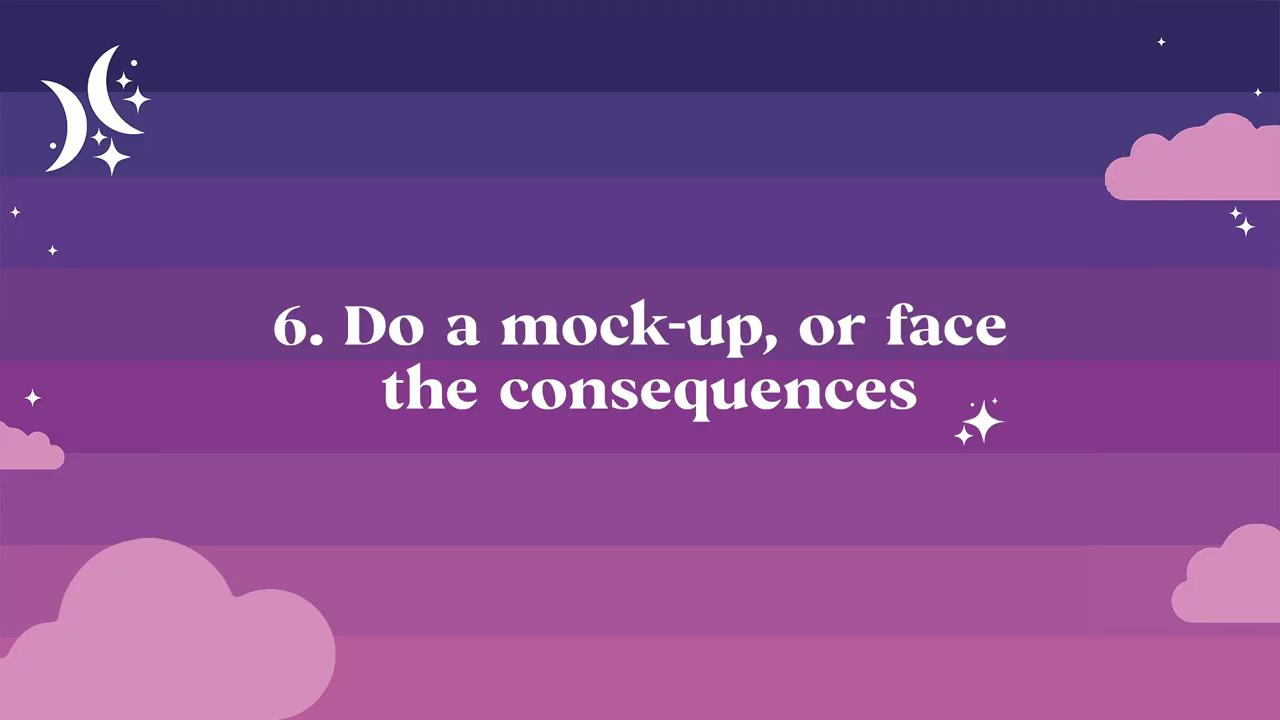 6. Do a mock-up, or face
the consequences